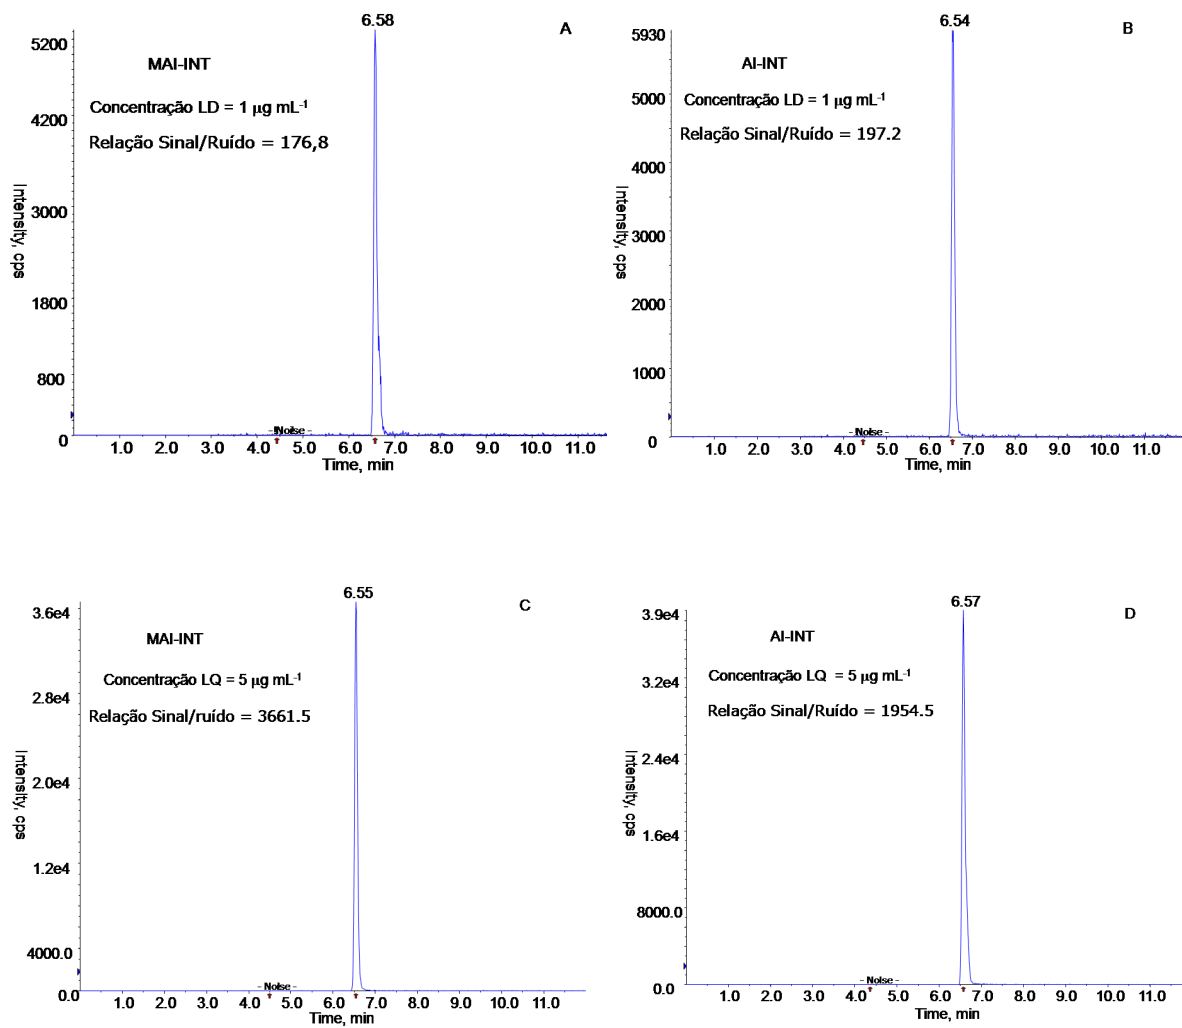 6.58
A
5200
MAI-INT
Concentração LD = 1 µg mL-1
4200
Relação Sinal/Ruído = 176,8
3000
Intensity, cps
1800
800
Noise
0
1.0 2.0 3.0 4.0 5.0 6.0 7.0 8.0 9.0 10.0 11.0
Time, min
6.54
B
5930
AI-INT
5000
Concentração LD = 1 µg mL-1
Relação Sinal/Ruído = 197.2
4000
3000
Intensity, cps
2000
1000
Noise
0
1.0 2.0 3.0 4.0 5.0 6.0 7.0 8.0 9.0 10.0 11.0
Time, min
6.55
C
3.6e4
MAI-INT
Concentração LQ = 5 µg mL-1
2.8e4
Relação Sinal/ruído = 3661.5
2.0e4
Intensity, cps
1.2e4
4000.0
Noise
0.0
1.0 2.0 3.0 4.0 5.0 6.0 7.0 8.0 9.0 10.0 11.0
Time, min
6.57
D
3.9e4
AI-INT
3.2e4
Concentração LQ = 5 µg mL-1
Relação Sinal/Ruído = 1954.5
2.4e4
Intensity, cps
1.6e4
8000.0
Noise
0.0
1.0 2.0 3.0 4.0 5.0 6.0 7.0 8.0 9.0 10.0 11.0
Time, min